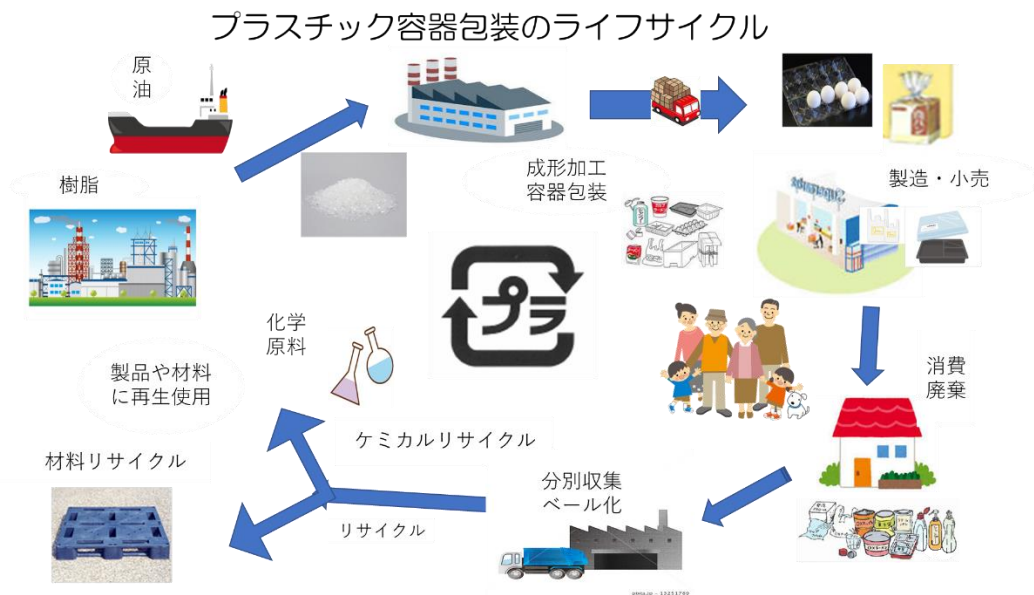 プラスチック容器包装のライフサイクル
原
油
樹脂
成形加工
容器包装
製造・小売
Supermarket
プラ
化学
原料
消費
廃棄
製品や材料
に再生使用
ケミカルリサイクル
材料リサイクル
分別収集
ベール化
リサイクル